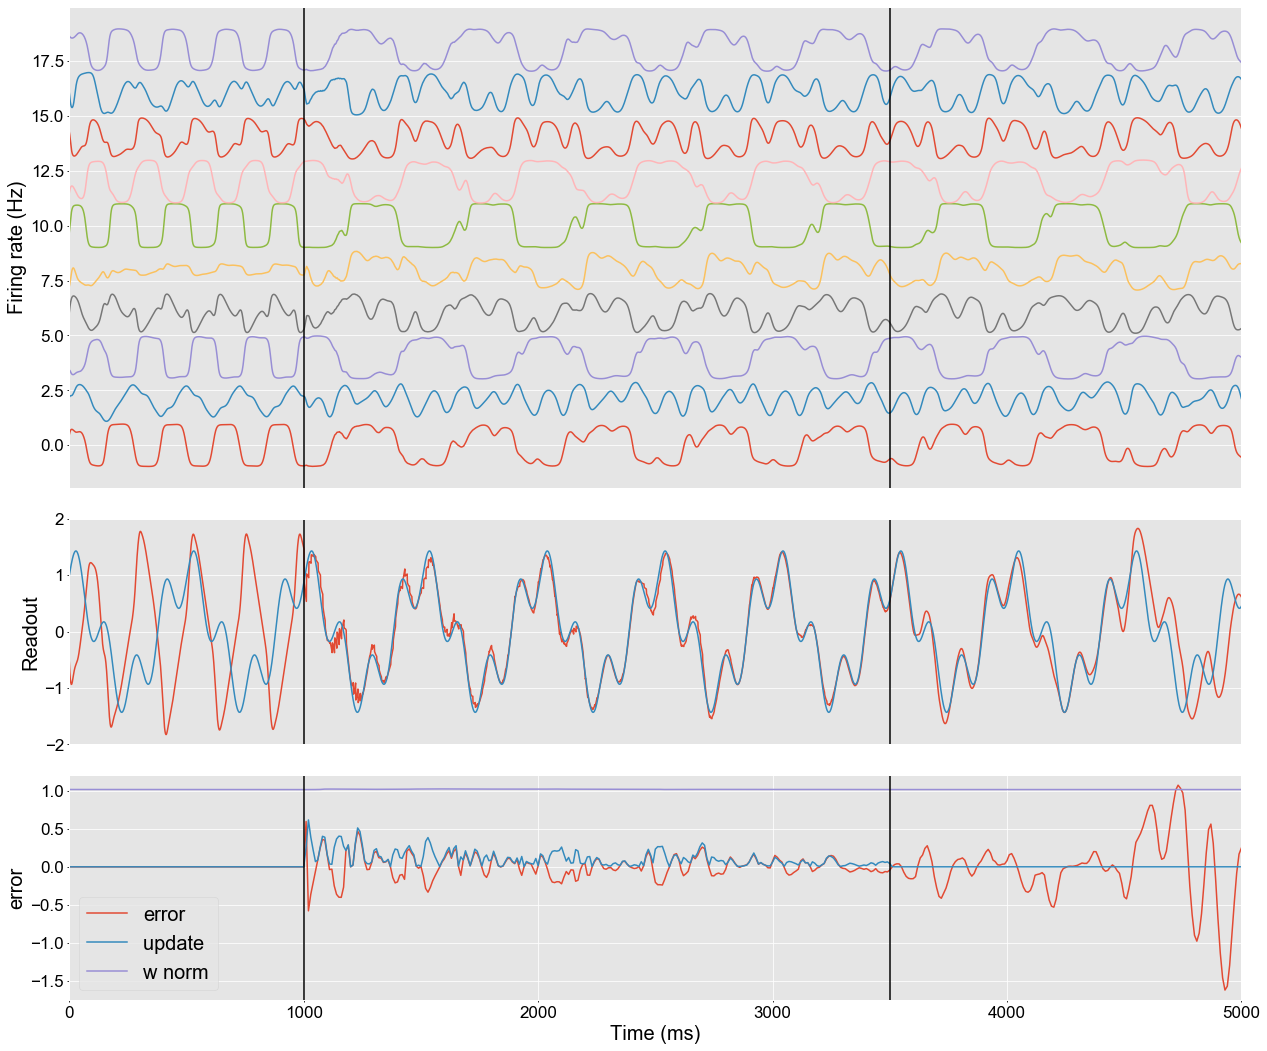 17.5
15.0
12.5
10.0
7.5
5.0
2.5
0.0
Firing rate (Hz)
2
1
0
−1
−2
Readout
1.0
0.5
0.0
−0.5
−1.0
−1.5
error
error
update
w norm
0 1000 2000 3000 4000 5000
Time (ms)